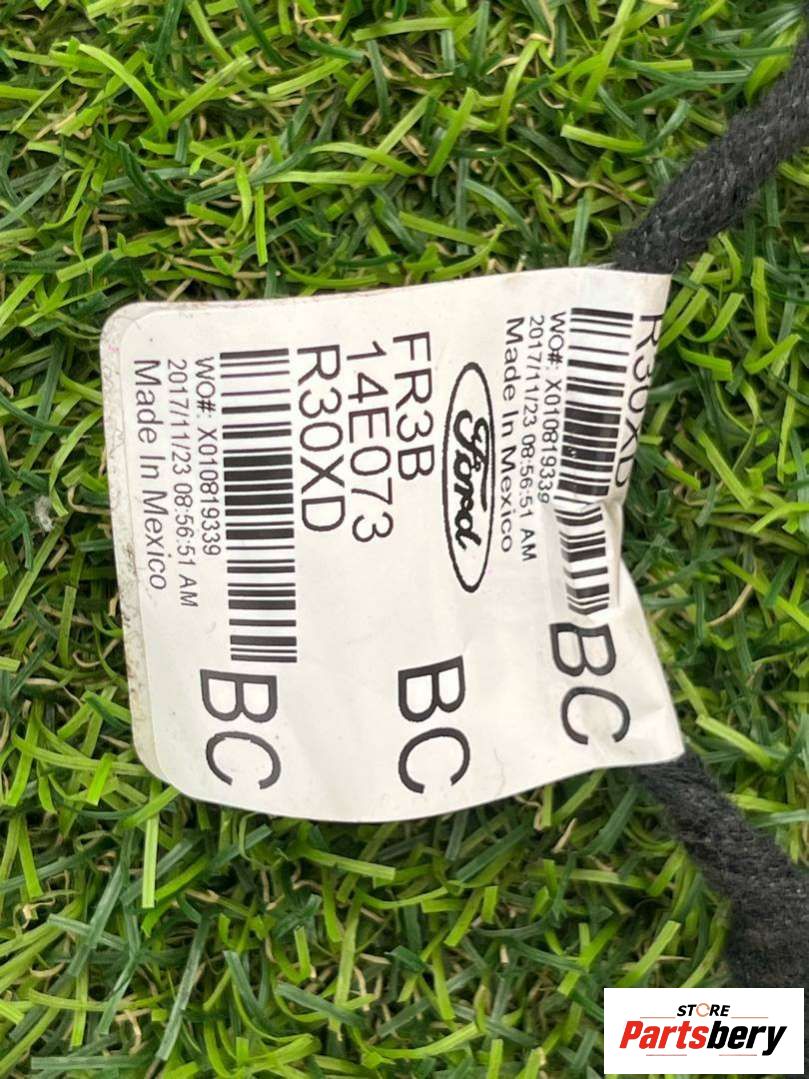 R30XD
WO#: X010819339
2017/11/23 08:56:51 AM
Made In Mexico
BC
Ford
FR3B
14E073
R30XD
BC
WO#: X010819339
2017/11/23 08:56:51 AM
Made In Mexico
BC
STORE
Partsbery